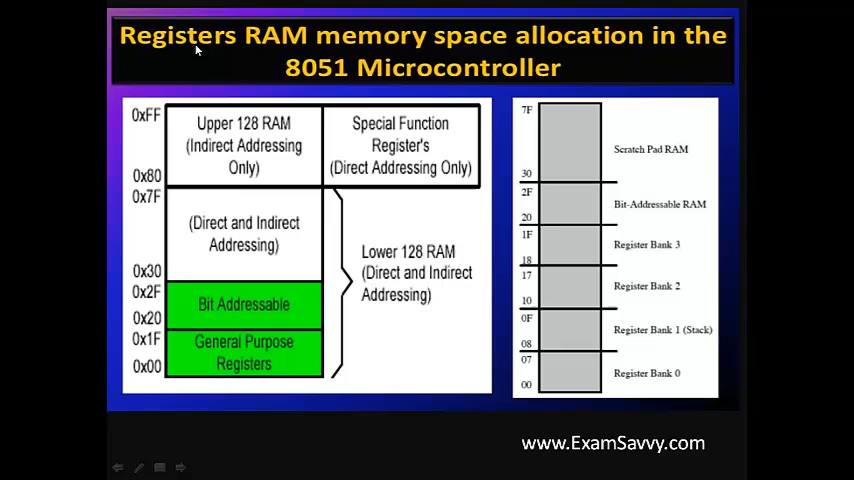 Registers RAM memory space allocation in the
8051 Microcontroller
0xFF
Upper 128 RAM
(Indirect Addressing
Only)
0x80
Special Function
Register's
(Direct Addressing Only)
0x7F
(Direct and Indirect
Addressing)
0x30
0x2F
Bit Addressable
0x20
0x1F
General Purpose
Registers
0x00
Lower 128 RAM
(Direct and Indirect
Addressing)
7F
Scratch Pad RAM
30
2F
Bit-Addressable RAM
20
1F
Register Bank 3
18
17
Register Bank 2
10
0F
Register Bank 1 (Stack)
08
07
Register Bank 0
00
www.ExamSavvy.com